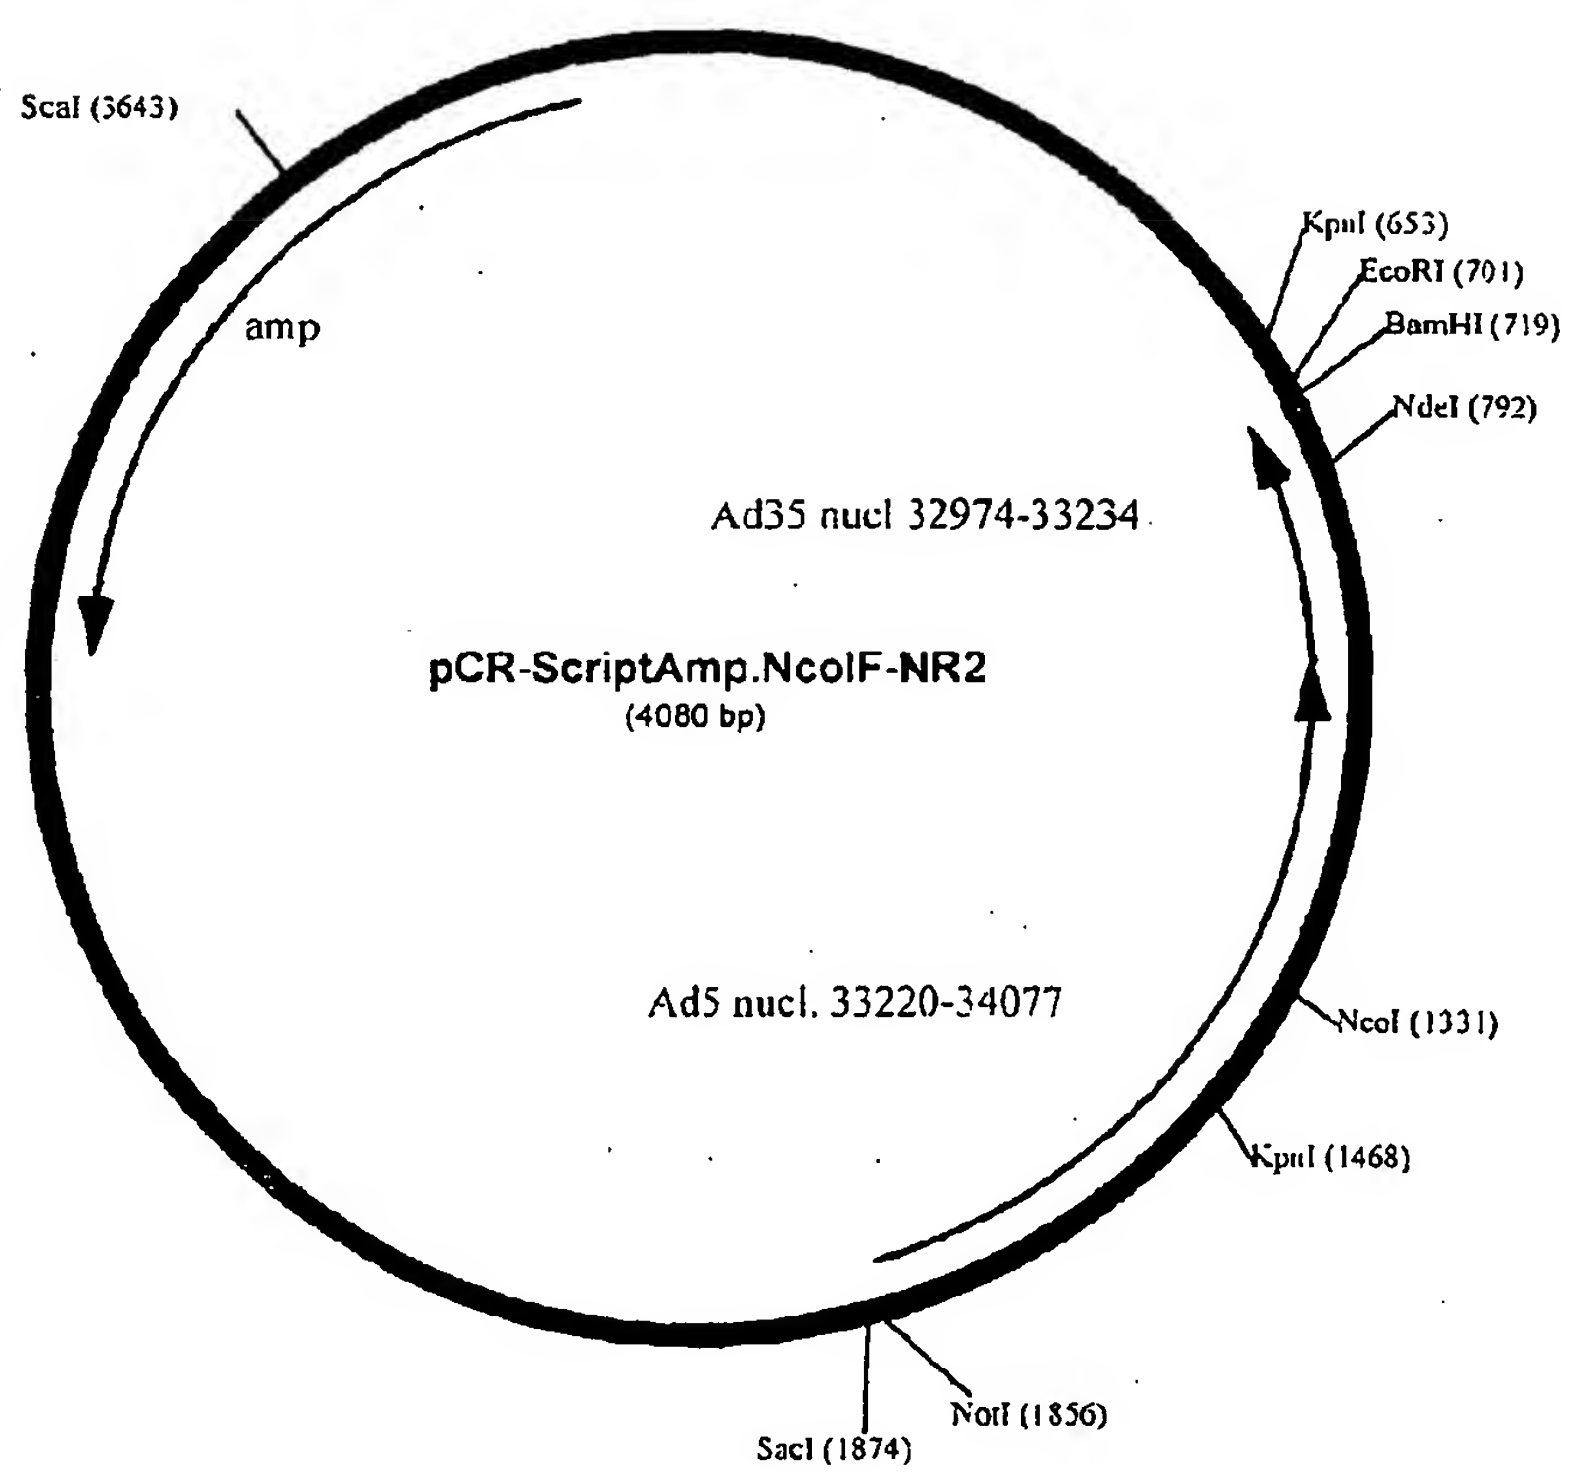 ScaI (3643)
KpnI (653)
EcoRI (701)
BamHI (719)
NdeI (792)
amp
Ad35 nucl 32974-33234
pCR-ScriptAmp.NcoIF-NR2
(4080 bp)
Ad5 nucl. 33220-34077
NcoI (1331)
KpnI (1468)
NotI (1856)
SacI (1874)